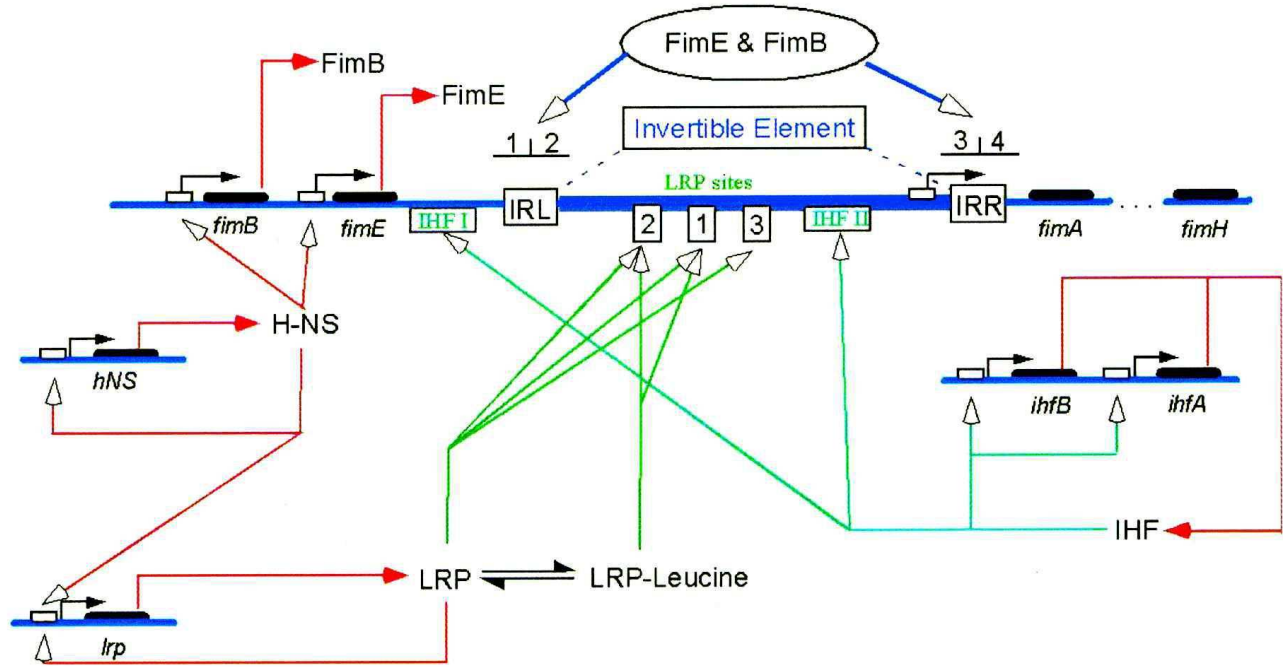 FimE & FimB
FimB
FimE
1 2
Invertible Element
3 4
LRP sites
IRL
IRR
fimB
fimE
IHF I
2
1
3
IHF II
fimA
...
fimH
H-NS
hNS
ihfB
ihfA
IHF
LRP
LRP-Leucine
lrp